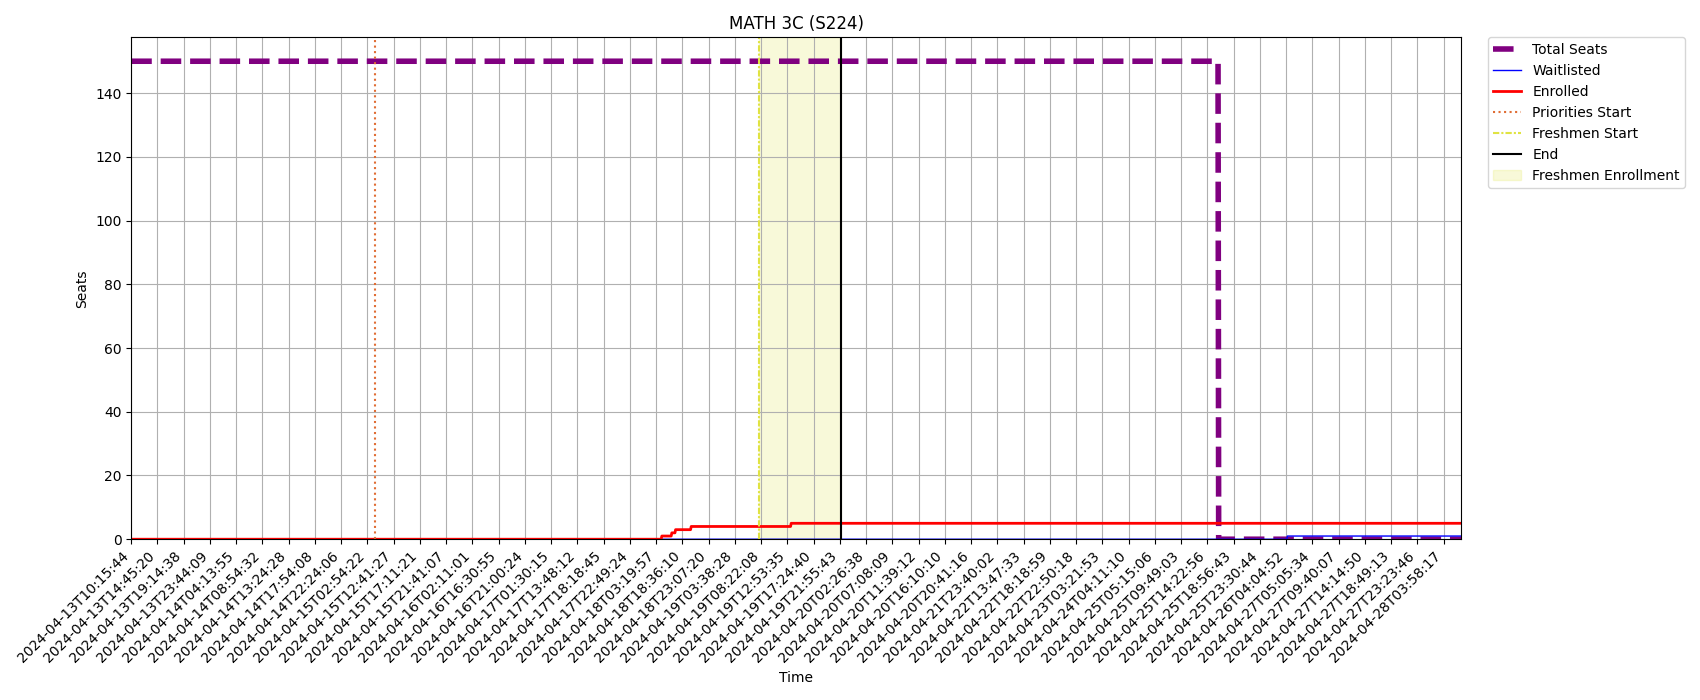 MATH 3C (S224)
Total Seats
Waitlisted
Enrolled
Priorities Start
Freshmen Start
End
Freshmen Enrollment
Seats
140
120
100
80
60
40
20
0
2024-04-13T10:15:44
2024-04-13T14:45:20
2024-04-13T19:14:38
2024-04-13T23:44:09
2024-04-14T04:13:55
2024-04-14T08:54:32
2024-04-14T13:24:28
2024-04-14T17:54:08
2024-04-14T22:24:06
2024-04-15T02:54:22
2024-04-15T12:41:27
2024-04-15T17:11:21
2024-04-15T21:41:07
2024-04-16T02:11:01
2024-04-16T16:30:55
2024-04-16T21:00:24
2024-04-17T01:30:15
2024-04-17T13:48:12
2024-04-17T18:18:45
2024-04-17T22:49:24
2024-04-18T03:19:57
2024-04-18T18:36:10
2024-04-18T23:07:20
2024-04-19T03:38:28
2024-04-19T08:22:08
2024-04-19T12:53:35
2024-04-19T17:24:40
2024-04-19T21:55:43
2024-04-20T02:26:38
2024-04-20T07:08:09
2024-04-20T11:39:12
2024-04-20T16:10:10
2024-04-20T20:41:16
2024-04-21T23:40:02
2024-04-22T13:47:33
2024-04-22T18:18:59
2024-04-22T22:50:18
2024-04-23T03:21:53
2024-04-24T04:11:10
2024-04-25T05:15:06
2024-04-25T09:49:03
2024-04-25T14:22:56
2024-04-25T18:56:43
2024-04-25T23:30:44
2024-04-26T04:04:52
2024-04-27T05:05:34
2024-04-27T09:40:07
2024-04-27T14:14:50
2024-04-27T18:49:13
2024-04-27T23:23:46
2024-04-28T03:58:17
Time